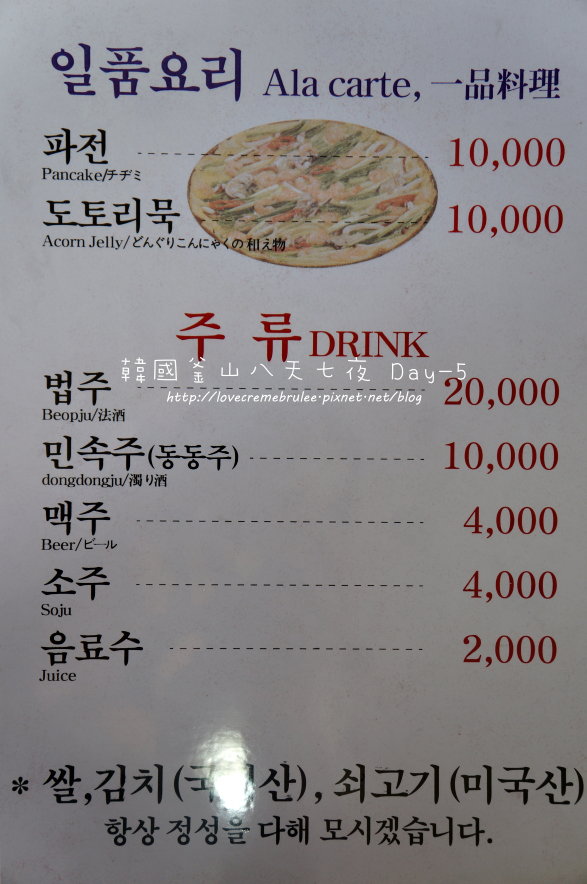 일품요리 Ala carte, 一品料理
파전 10,000
Pancake/チヂミ
도토리묵 10,000
Acorn Jelly/どんぐりこんにゃくの和え物
주 류 DRINK
韓國釜山八天七夜 Day-5
법주 20,000
http://lovecremebrulee.pixnet.net/blog
Beopju/法酒
민속주(동동주) 10,000
dongdongju/濁り酒
맥주 4,000
Beer/ビール
소주 4,000
Soju
음료수 2,000
Juice
* 쌀,김치(국 산), 쇠고기(미국산)
항상 정성을 다해 모시겠습니다.